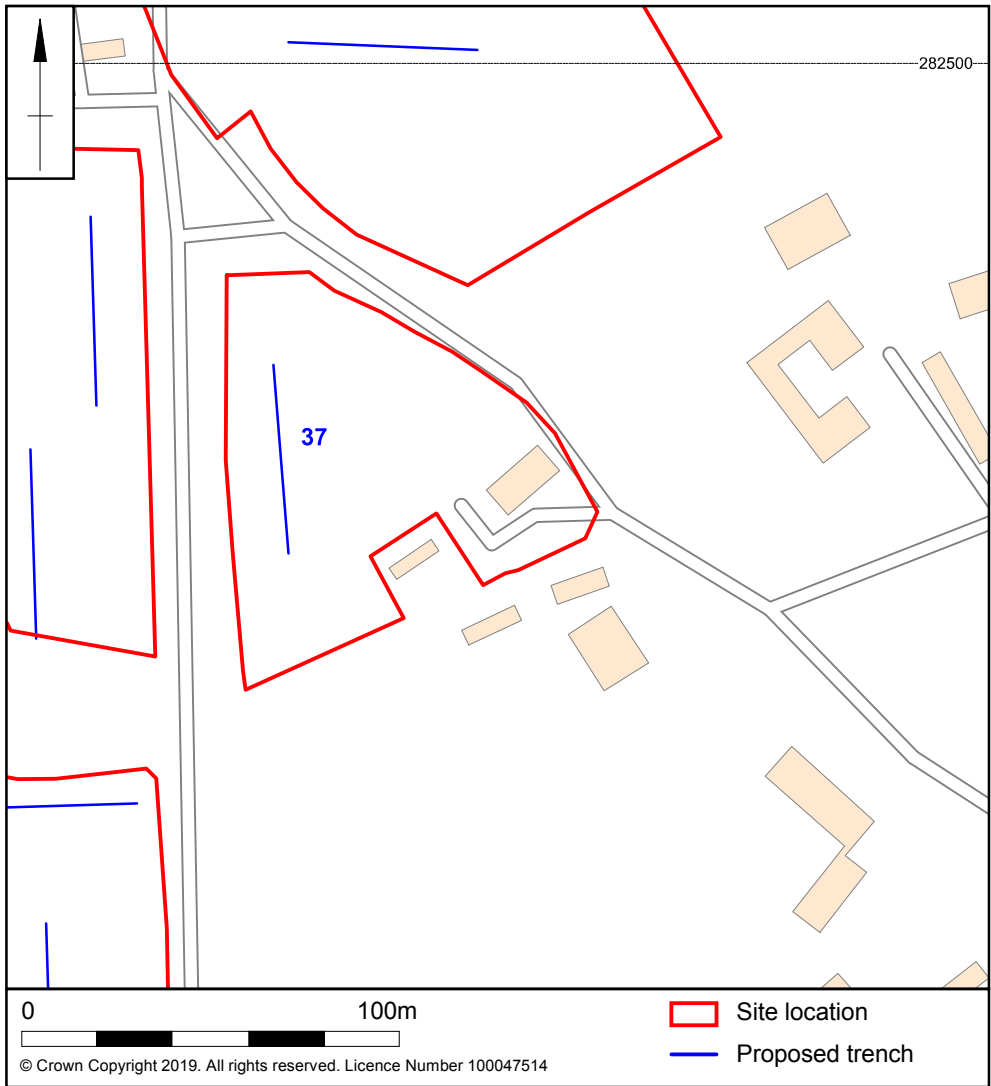 282500
37
0 100m
© Crown Copyright 2019. All rights reserved. Licence Number 100047514
Site location
Proposed trench